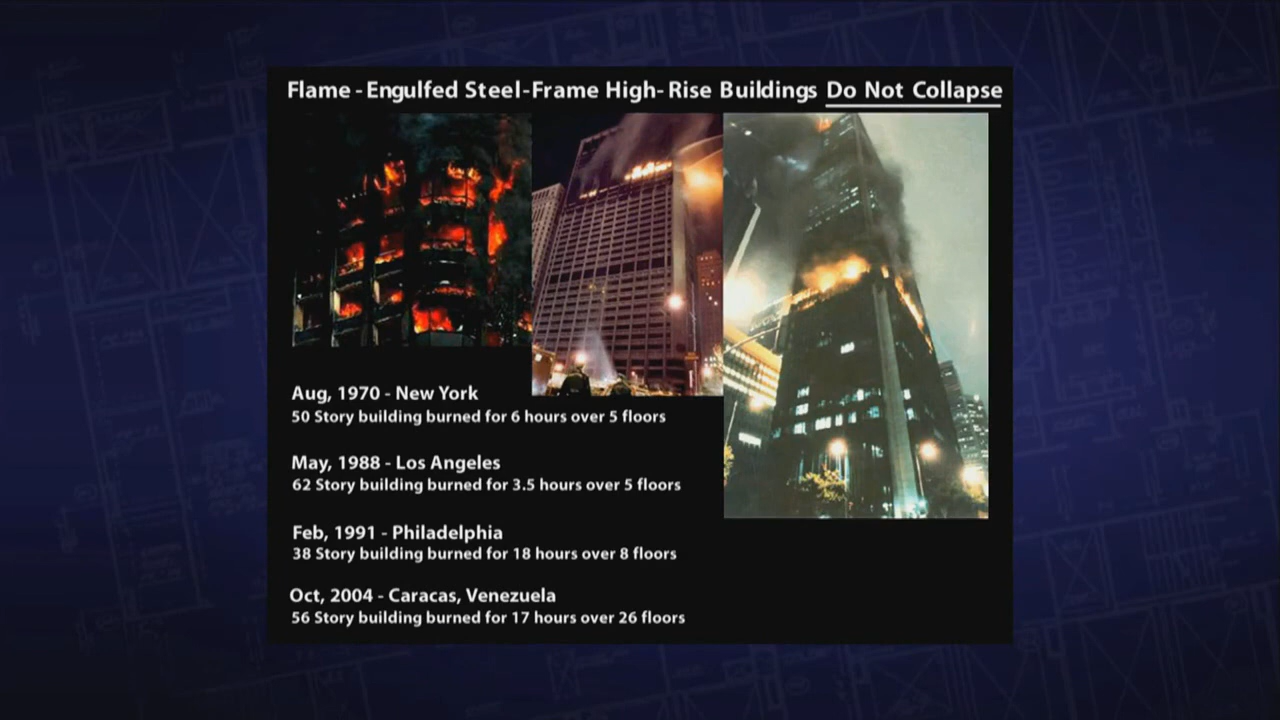 Flame - Engulfed Steel-Frame High- Rise Buildings Do Not Collapse
Aug, 1970 - New York
50 Story building burned for 6 hours over 5 floors
May, 1988 - Los Angeles
62 Story building burned for 3.5 hours over 5 floors
Feb, 1991 - Philadelphia
38 Story building burned for 18 hours over 8 floors
Oct, 2004 - Caracas, Venezuela
56 Story building burned for 17 hours over 26 floors